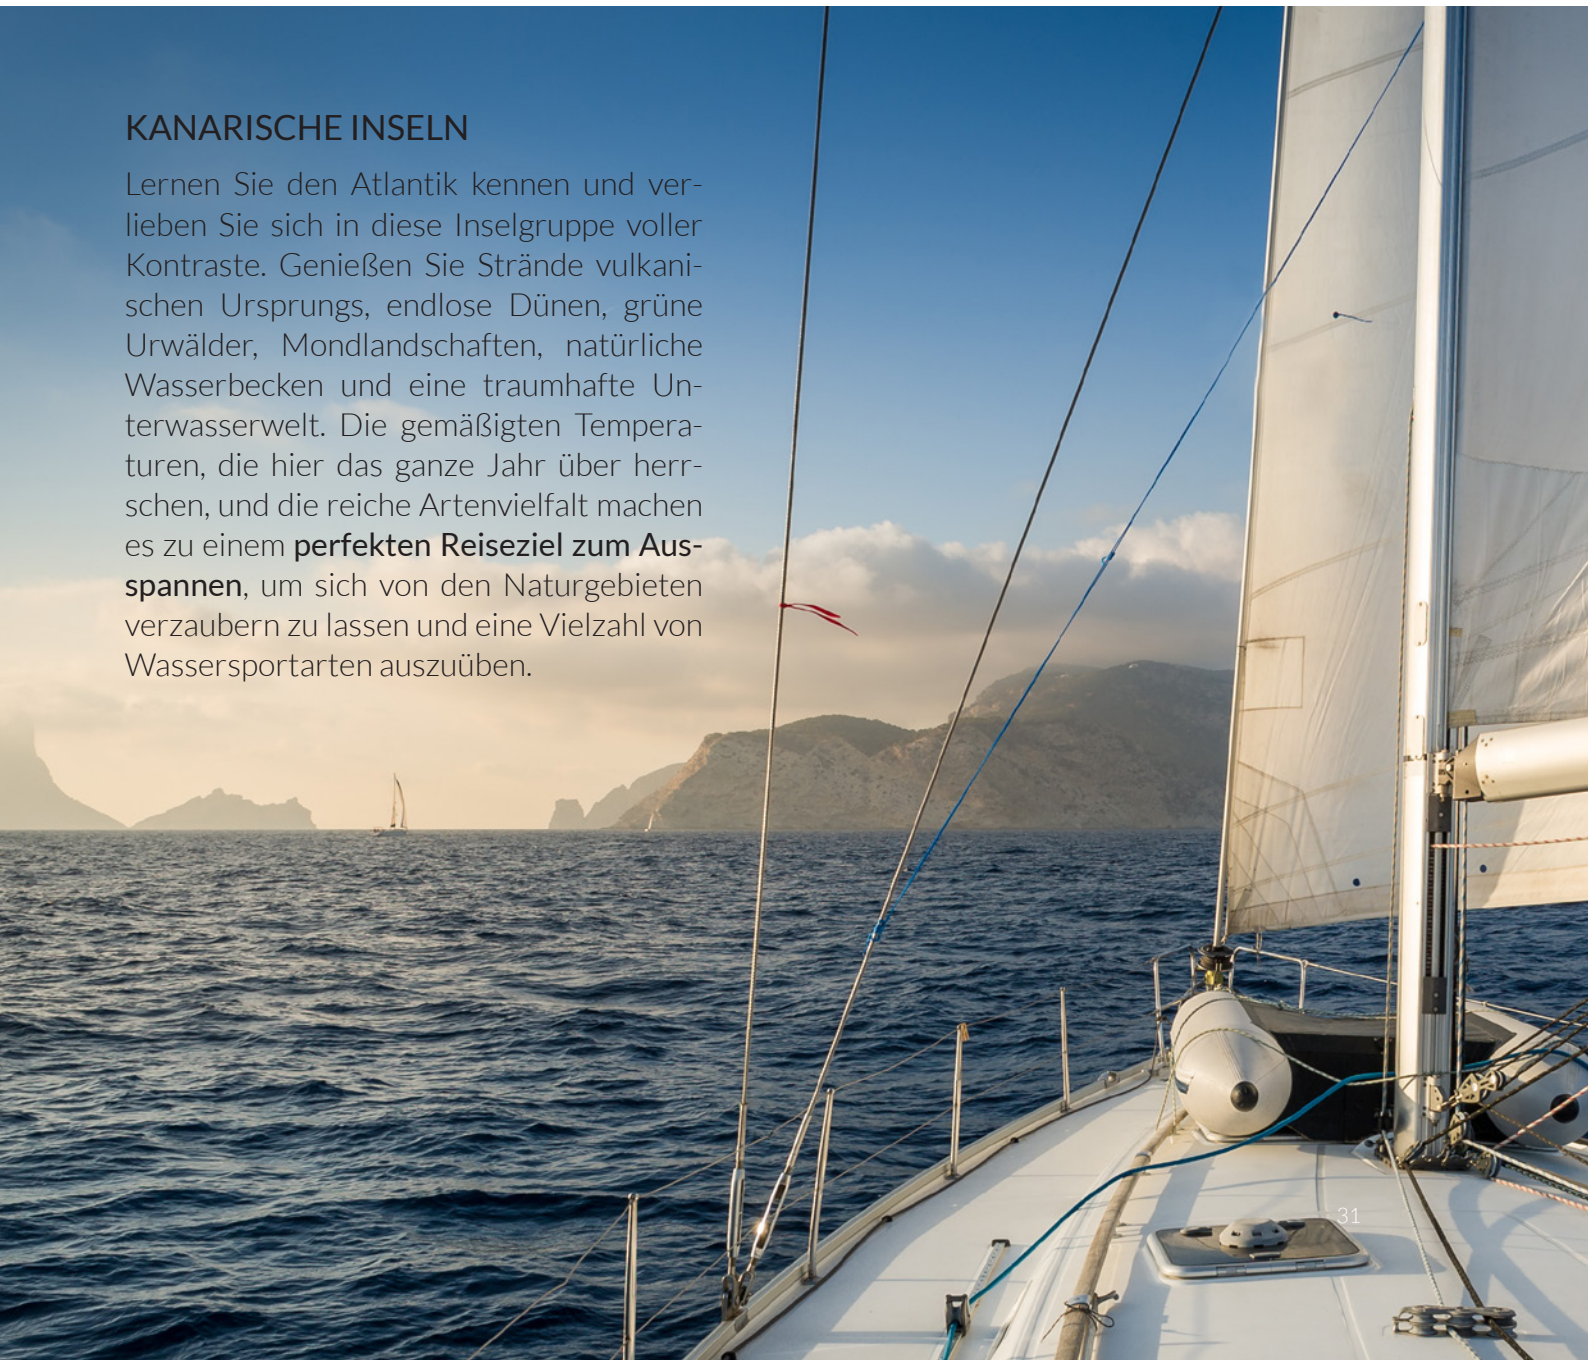 KANARISCHE INSELN
Lernen Sie den Atlantik kennen und ver-
lieben Sie sich in diese Inselgruppe voller
Kontraste. Genießen Sie Strände vulkani-
schen Ursprungs, endlose Dünen, grüne
Urwälder, Mondlandschaften, natürliche
Wasserbecken und eine traumhafte Un-
terwasserwelt. Die gemäßigten Tempera-
turen, die hier das ganze Jahr über herr-
schen, und die reiche Artenvielfalt machen
es zu einem perfekten Reiseziel zum Aus-
spannen, um sich von den Naturgebieten
verzaubern zu lassen und eine Vielzahl von
Wassersportarten auszuüben.
31